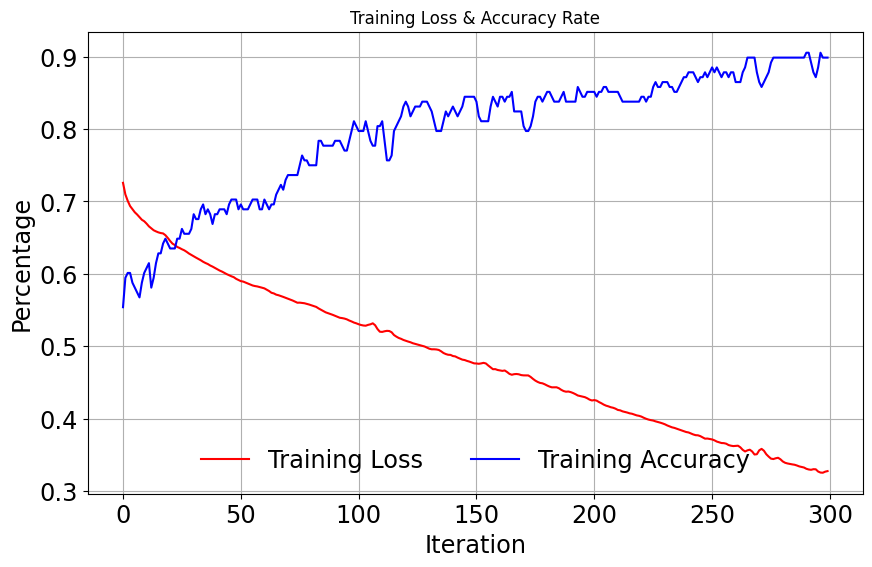 Training Loss & Accuracy Rate
0.9
0.8
0.7
0.6
0.5
0.4
0.3
Percentage
Training Loss Training Accuracy
0 50 100 150 200 250 300
Iteration